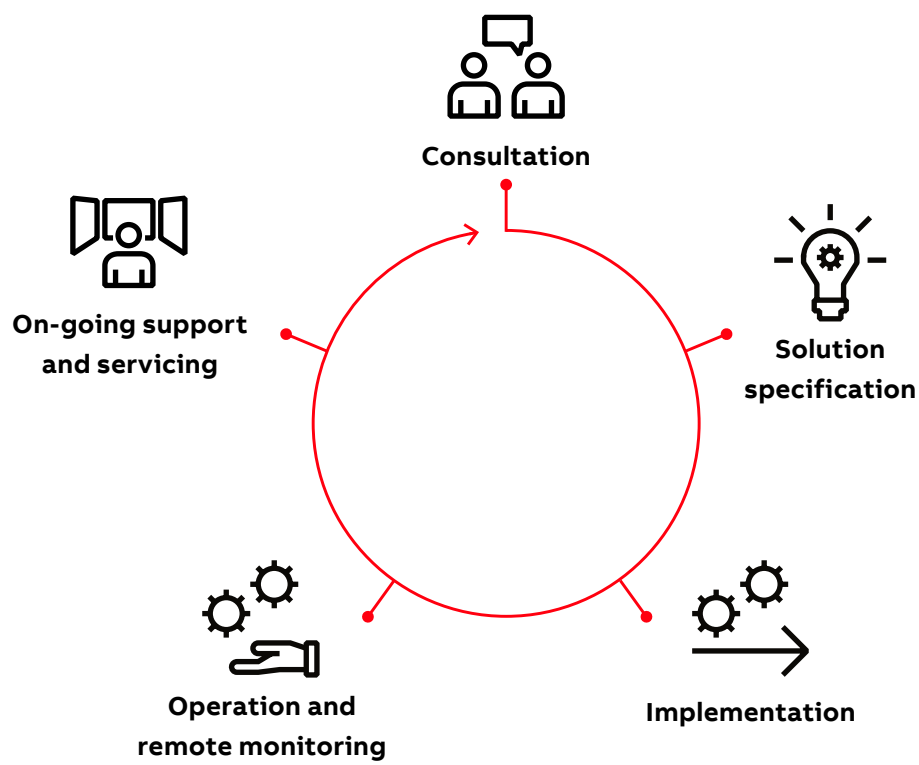 Consultation
Solution
specification
Implementation
Operation and
remote monitoring
On-going support
and servicing